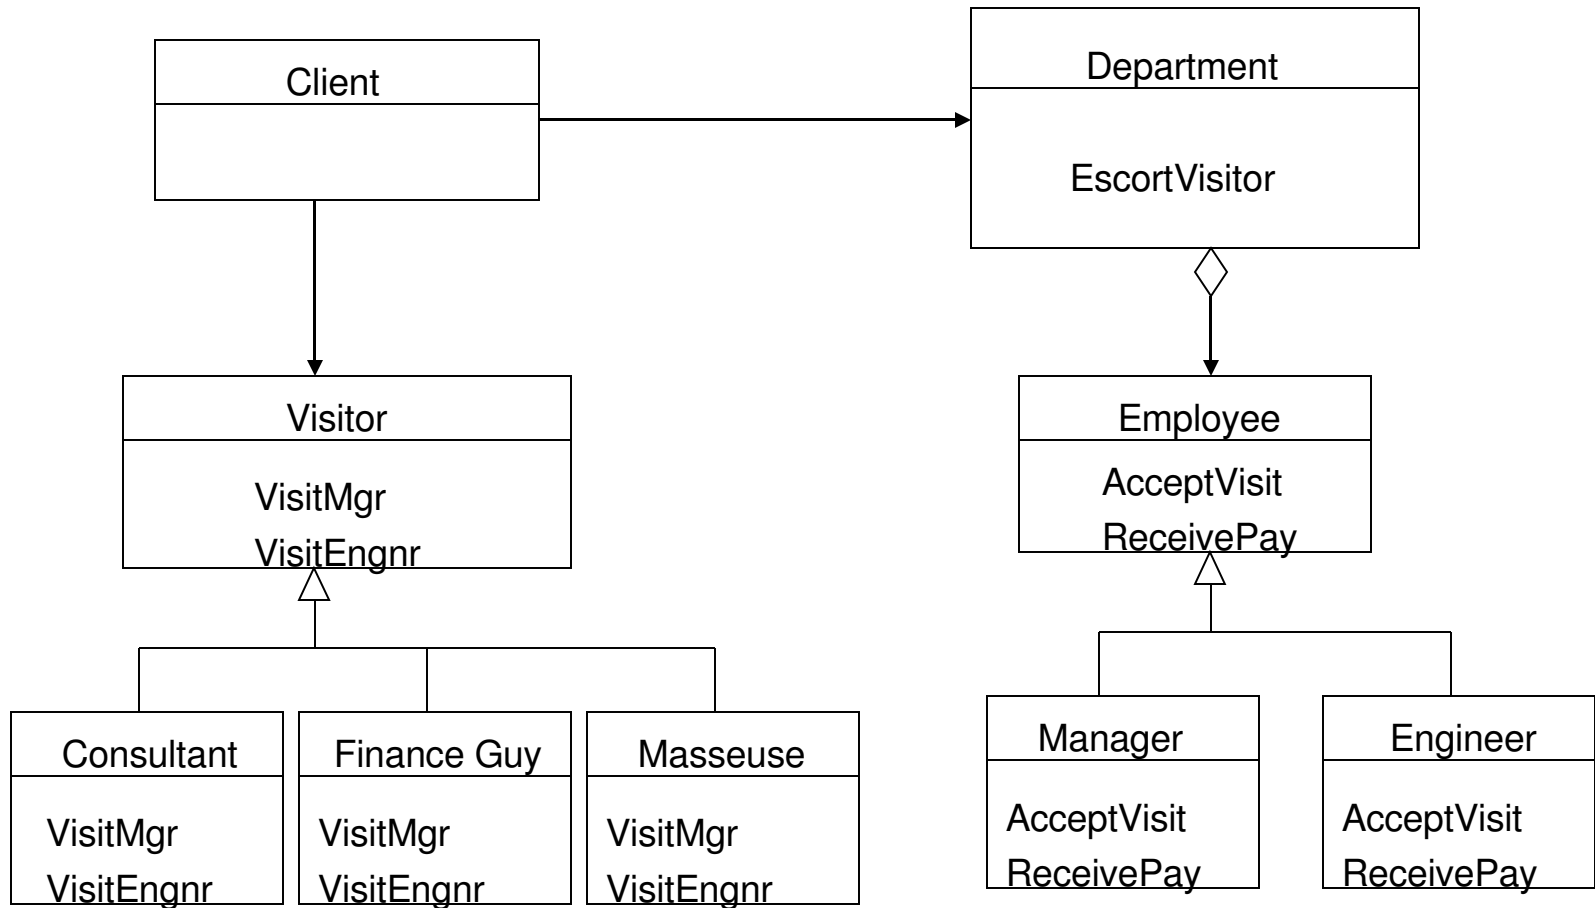 Client
Department
EscortVisitor
Visitor
VisitMgr
VisitEngnr
Employee
AcceptVisit
ReceivePay
Consultant
VisitMgr
VisitEngnr
Finance Guy
VisitMgr
VisitEngnr
Masseuse
VisitMgr
VisitEngnr
Manager
AcceptVisit
ReceivePay
Engineer
AcceptVisit
ReceivePay